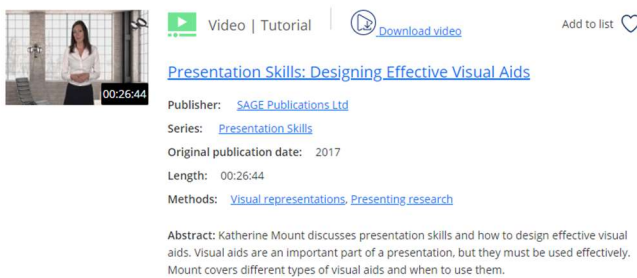 Video | Tutorial
Download video
Add to list
00:26:44
Presentation Skills: Designing Effective Visual Aids
Publisher: SAGE Publications Ltd
Series: Presentation Skills
Original publication date: 2017
Length: 00:26:44
Methods: Visual representations, Presenting research
Abstract: Katherine Mount discusses presentation skills and how to design effective visual
aids. Visual aids are an important part of a presentation, but they must be used effectively.
Mount covers different types of visual aids and when to use them.